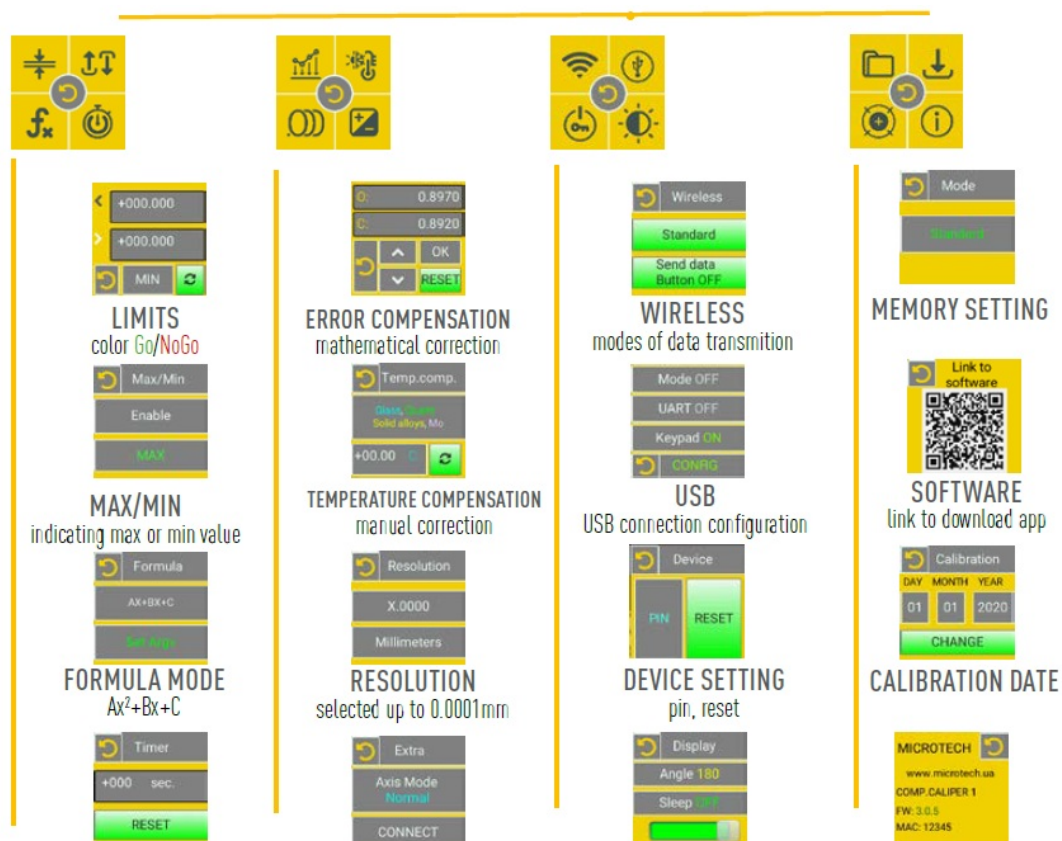 fx
<
+000.000
>
+000.000
MIN
LIMITS
color Go/NoGo
Max/Min
Enable
MAX
MAX/MIN
indicating max or min value
Formula
AX+BX+C
Set Args
FORMULA MODE
Ax²+Bx+C
Timer
+000 sec.
RESET
O: 0.8970
C: 0.8920
OK
RESET
ERROR COMPENSATION
mathematical correction
Temp.comp.
Glass, Quartz
Solid alloys, Mo
+00.00 C
TEMPERATURE COMPENSATION
manual correction
Resolution
X.0000
Millimeters
RESOLUTION
selected up to 0.0001mm
Extra
Axis Mode
Normal
CONNECT
Wireless
Standard
Send data
Button OFF
WIRELESS
modes of data transmition
Mode OFF
UART OFF
Keypad ON
CONFIG
USB
USB connection configuration
Device
PIN
RESET
DEVICE SETTING
pin, reset
Display
Angle 180
Sleep OFF
Mode
Standard
MEMORY SETTING
Link to
software
SOFTWARE
link to download app
Calibration
DAY MONTH YEAR
01 01 2020
CHANGE
CALIBRATION DATE
MICROTECH
www.microtech.ua
COMP.CALIPER 1
FW: 3.0.5
MAC: 12345